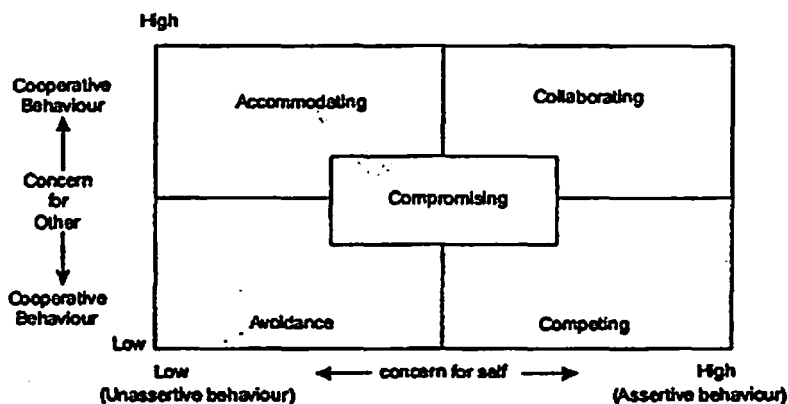 High
Cooperative
Behaviour
Accommodating
Collaborating
Concern
for
Other
Compromising
Cooperative
Behaviour
Avoidance
Competing
Low
Low
concern for self
High
(Unassertive behaviour)
(Assertive behaviour)